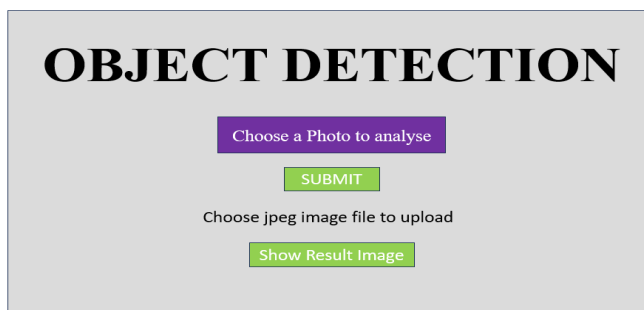 OBJECT DETECTION
Choose a Photo to analyse
SUBMIT
Choose jpeg image file to upload
Show Result Image